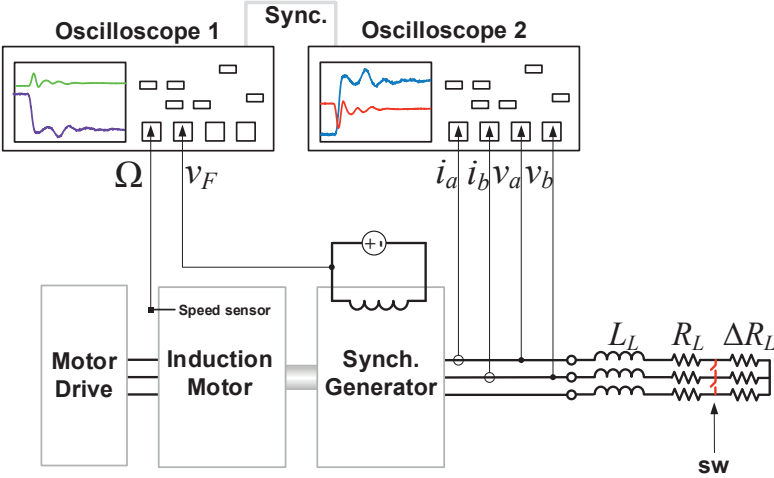 Sync.
Oscilloscope 1
Oscilloscope 2
Ω
v_F
i_a
i_b
v_a
v_b
+
Speed sensor
Motor
Drive
Induction
Motor
Synch.
Generator
L_L
R_L
ΔR_L
sw